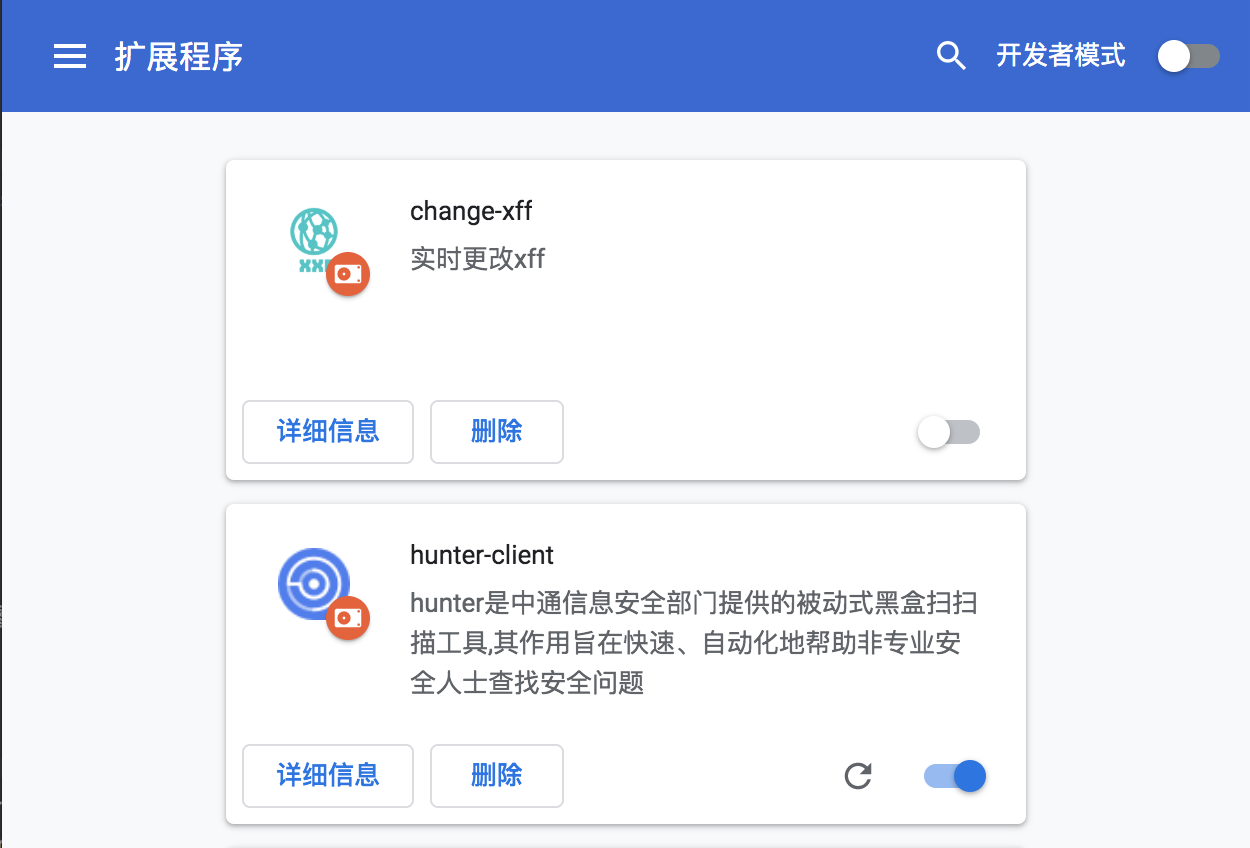 扩展程序
开发者模式
change-xff
实时更改xff
详细信息
删除
hunter-client
hunter是中通信息安全部门提供的被动式黑盒扫扫
描工具,其作用旨在快速、自动化地帮助非专业安
全人士查找安全问题
详细信息
删除